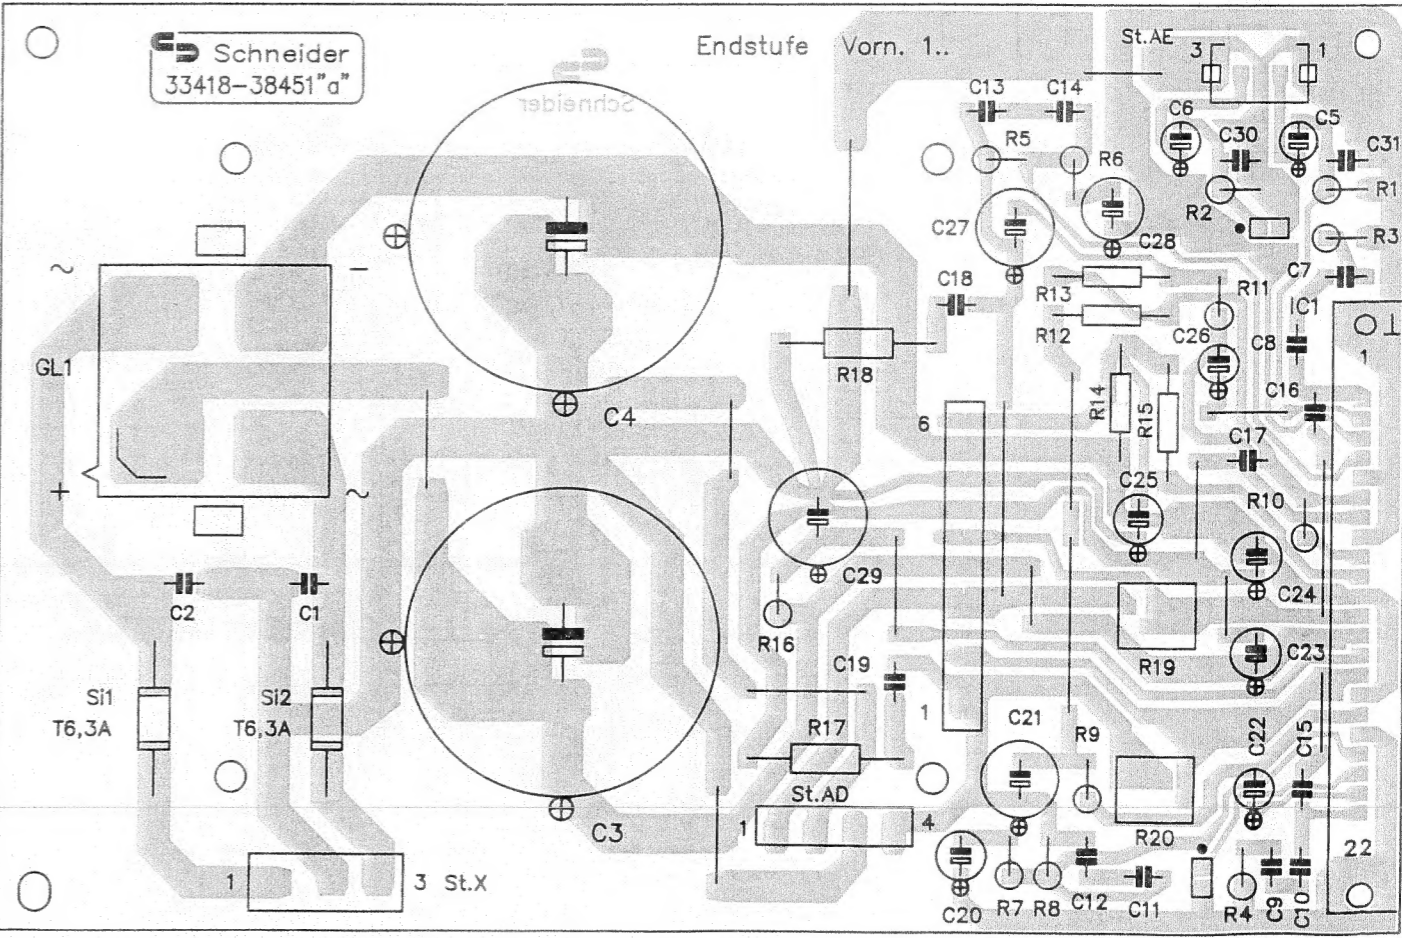 Schneider
33418-38451"a"
Schneider
Endstufe Vorn. 1..
St.AE
3 1
C13 C14
C6 C5
C30 C31
R5 R6
R2 R1
C27 C28
R3
C18 C7
R13 R11
IC1
R12 C26 C8
1
~ -
GL1
R18
C16
R14 R15
C4 6
C17
+ ~
C25
R10
C29
C24
C2 C1
R16
C19 R19 C23
Si1 Si2
T6,3A T6,3A
1
C21 R9 C22 C15
R17
St.AD
1 4
C3
R20
22
1 3 St.X
C20 R7 R8 C12 C11 R4 C9 C10